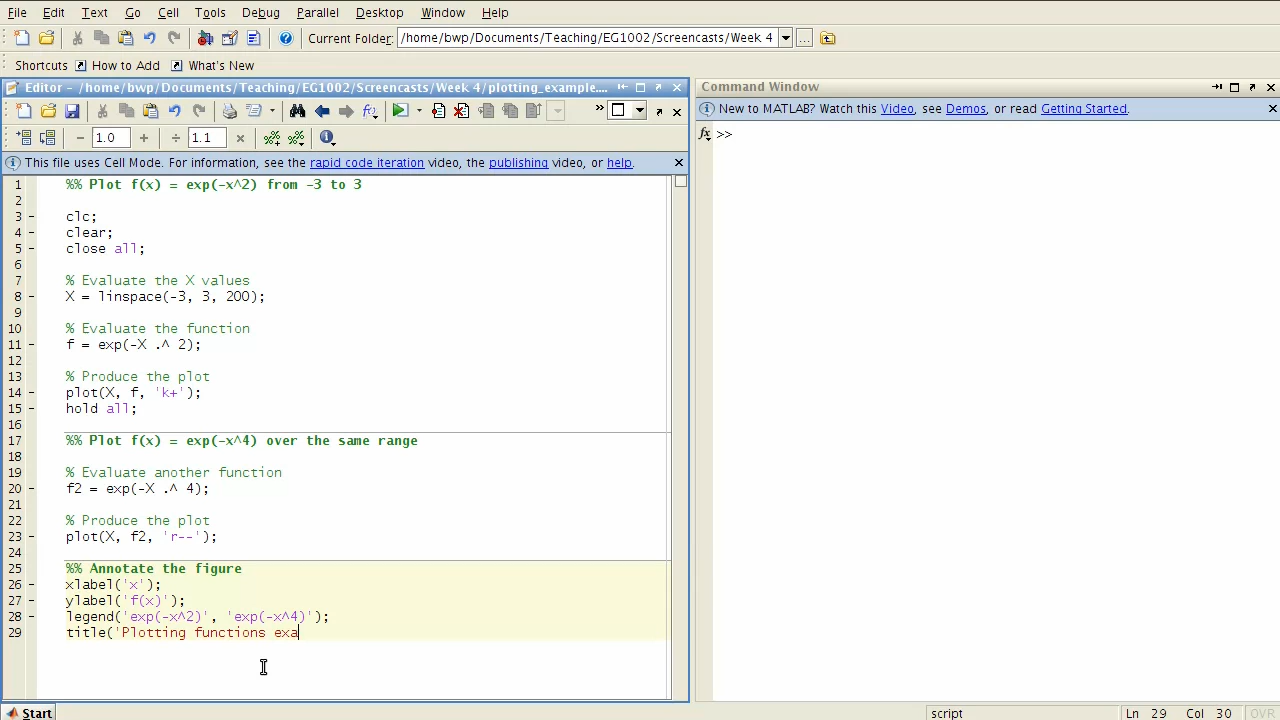 File Edit Text Go Cell Tools Debug Parallel Desktop Window Help
Current Folder: /home/bwp/Documents/Teaching/EG1002/Screencasts/Week 4 ...
Shortcuts How to Add What's New
Editor - /home/bwp/Documents/Teaching/EG1002/Screencasts/Week 4/plotting_example....
1.0 1.1
This file uses Cell Mode. For information, see the rapid code iteration video, the publishing video, or help.
1 %% Plot f(x) = exp(-x^2) from -3 to 3
2
3 - clc;
4 - clear;
5 - close all;
6
7 % Evaluate the X values
8 - X = linspace(-3, 3, 200);
9
10 % Evaluate the function
11 - f = exp(-X .^ 2);
12
13 % Produce the plot
14 - plot(X, f, 'k+');
15 - hold all;
16
17 %% Plot f(x) = exp(-x^4) over the same range
18
19 % Evaluate another function
20 - f2 = exp(-X .^ 4);
21
22 % Produce the plot
23 - plot(X, f2, 'r--');
24
25 %% Annotate the figure
26 - xlabel('x');
27 - ylabel('f(x)');
28 - legend('exp(-x^2)', 'exp(-x^4)');
29 title('Plotting functions exa
Command Window
New to MATLAB? Watch this Video, see Demos, or read Getting Started.
fx >>
Start
script Ln 29 Col 30 OVR